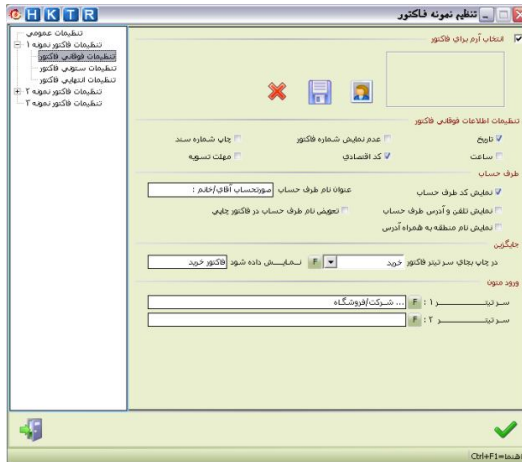 تنظیم نمونه فاکتور
HKTR
تنظیمات عمومی
تنظیمات فاکتور نمونه ۱
تنظیمات فوقانی فاکتور
تنظیمات ستونی فاکتور
تنظیمات انتهایی فاکتور
تنظیمات فاکتور نمونه ۲
تنظیمات فاکتور نمونه ۳
انتخاب آرم برای فاکتور
تنظیمات اطلاعات فوقانی فاکتور
تاریخ عدم نمایش شماره فاکتور چاپ شماره سند
ساعت کد اقتصادی مهلت تسویه
طرف حساب
نمایش کد طرف حساب عنوان نام طرف حساب صورتحساب آقای/خانم :
نمایش تلفن و آدرس طرف حساب تعویض نام طرف حساب در فاکتور چاپی
نمایش نام منطقه به همراه آدرس
جایگزین
در چاپ بجای سر تیتر فاکتور خرید F نمایش داده شود فاکتور خرید
ورود متون
سر تیتر ۱ : F ... شرکت/فروشگاه
سر تیتر ۲ : F
راهنما=Ctrl+F1